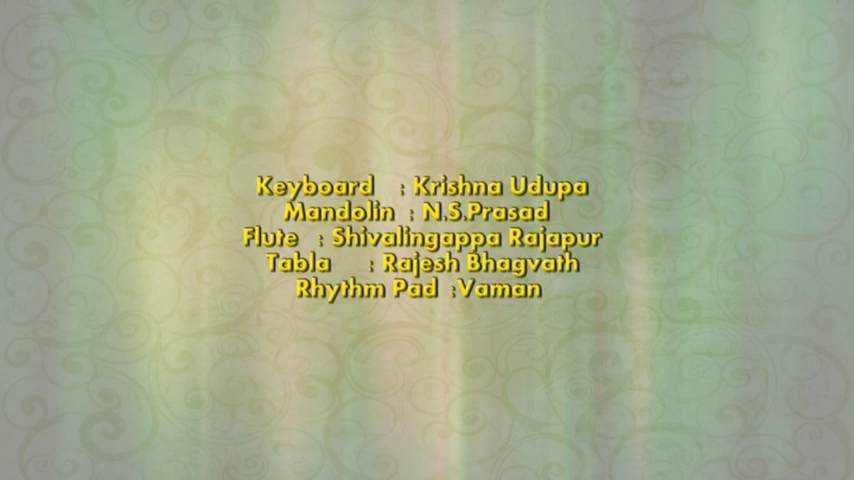 Keyboard : Krishna Udupa
Mandolin : N.S.Prasad
Flute : Shivalingappa Rajapur
Tabla : Rajesh Bhagvath
Rhythm Pad :Vaman